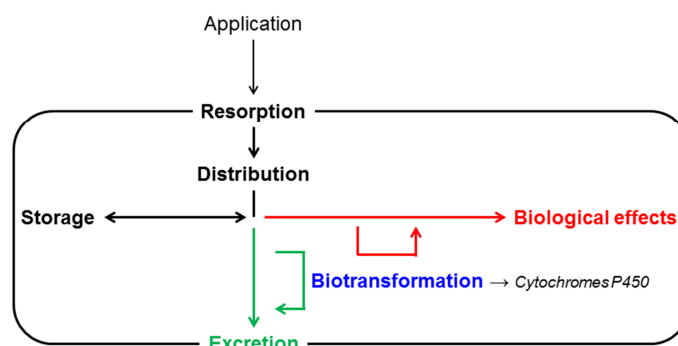 Application
Resorption
Distribution
Storage
Biological effects
Biotransformation → Cytochromes P450
Excretion